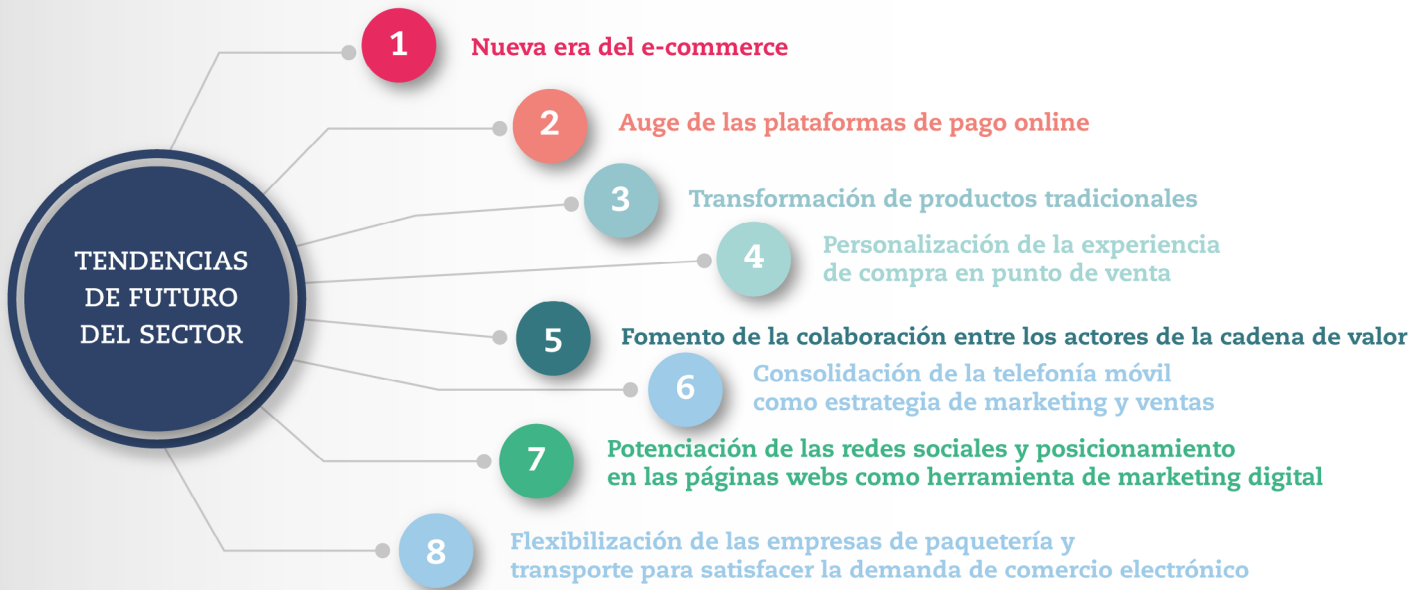 TENDENCIAS
DE FUTURO
DEL SECTOR
1
Nueva era del e-commerce
2
Auge de las plataformas de pago online
3
Transformación de productos tradicionales
4
Personalización de la experiencia
de compra en punto de venta
5
Fomento de la colaboración entre los actores de la cadena de valor
6
Consolidación de la telefonía móvil
como estrategia de marketing y ventas
7
Potenciación de las redes sociales y posicionamiento
en las páginas webs como herramienta de marketing digital
8
Flexibilización de las empresas de paquetería y
transporte para satisfacer la demanda de comercio electrónico